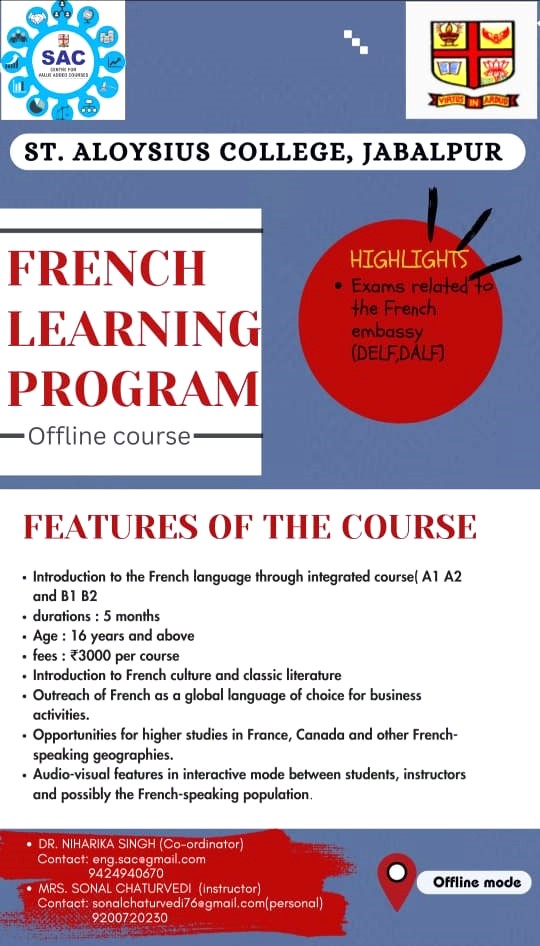 SAC
CENTRE FOR
VALUE ADDED COURSES
VIRTUS IN ARDUIS
ST. ALOYSIUS COLLEGE, JABALPUR
FRENCH
LEARNING
PROGRAM
Offline course
HIGHLIGHTS
• Exams related to
the French
embassy
(DELF,DALF)
FEATURES OF THE COURSE
• Introduction to the French language through integrated course( A1 A2
and B1 B2
• durations : 5 months
• Age : 16 years and above
• fees : ₹3000 per course
• Introduction to French culture and classic literature
• Outreach of French as a global language of choice for business
activities.
• Opportunities for higher studies in France, Canada and other French-
speaking geographies.
• Audio-visual features in interactive mode between students, instructors
and possibly the French-speaking population.
• DR. NIHARIKA SINGH (Co-ordinator)
Contact: eng.sac@gmail.com
9424940670
• MRS. SONAL CHATURVEDI (instructor)
Contact: sonalchaturvedi76@gmail.com(personal)
9200720230
Offline mode